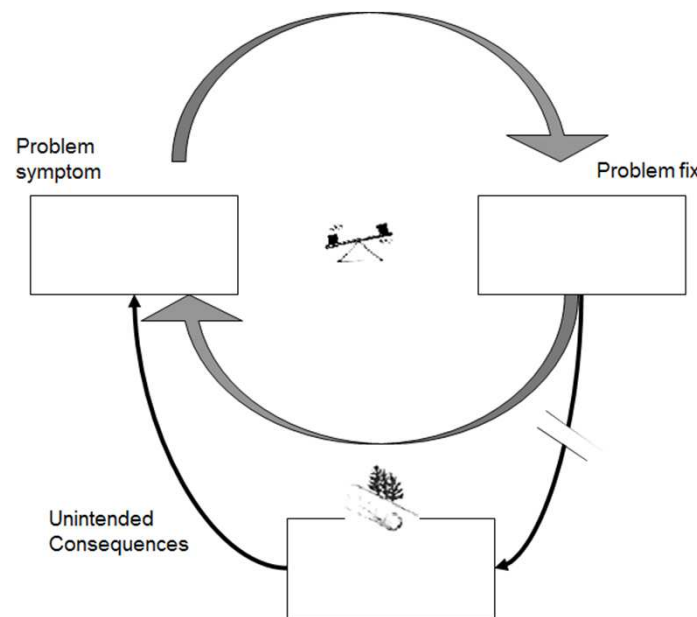 Problem
symptom
Problem fix
Unintended
Consequences